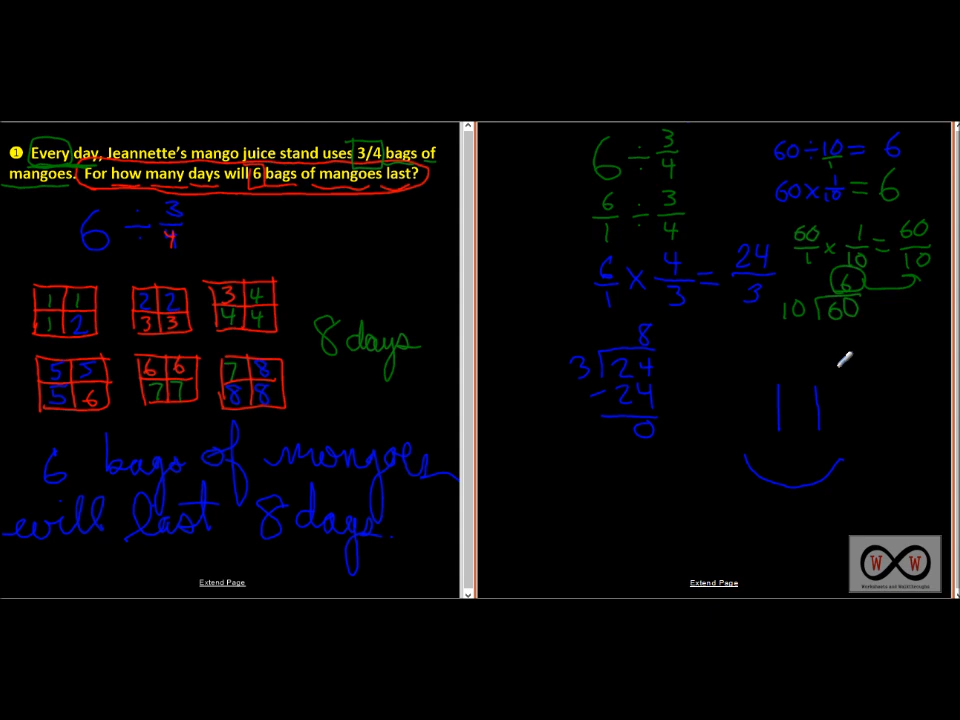 ❶ Every day, Jeannette's mango juice stand uses 3/4 bags of
mangoes. For how many days will 6 bags of mangoes last?
6 ÷ 3/4
1 1 2 2 3 4
1 2 3 3 4 4
8 days
5 5 6 6 7 8
5 6 7 7 8 8
6 bags of mongoes
will last 8 days.
Extend Page
6 ÷ 3/4
6/1 ÷ 3/4
6/1 × 4/3 = 24/3
8
3 24
- 24
0
60 ÷ 10/1 = 6
60 × 1/10 = 6
60/1 × 1/10 = 60/10
6
10 60
W W
Worksheets and Walkthroughs
Extend Page